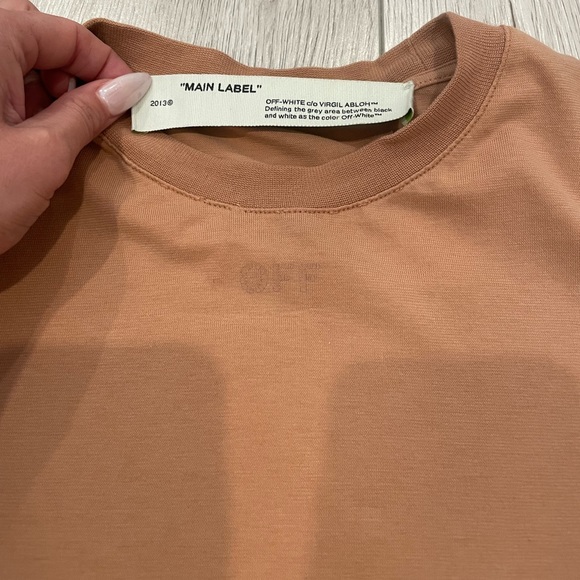 "MAIN LABEL"
2013©
OFF-WHITE c/o VIRGIL ABLOH™
Defining the grey area between black
and white as the color Off-White™
OFF